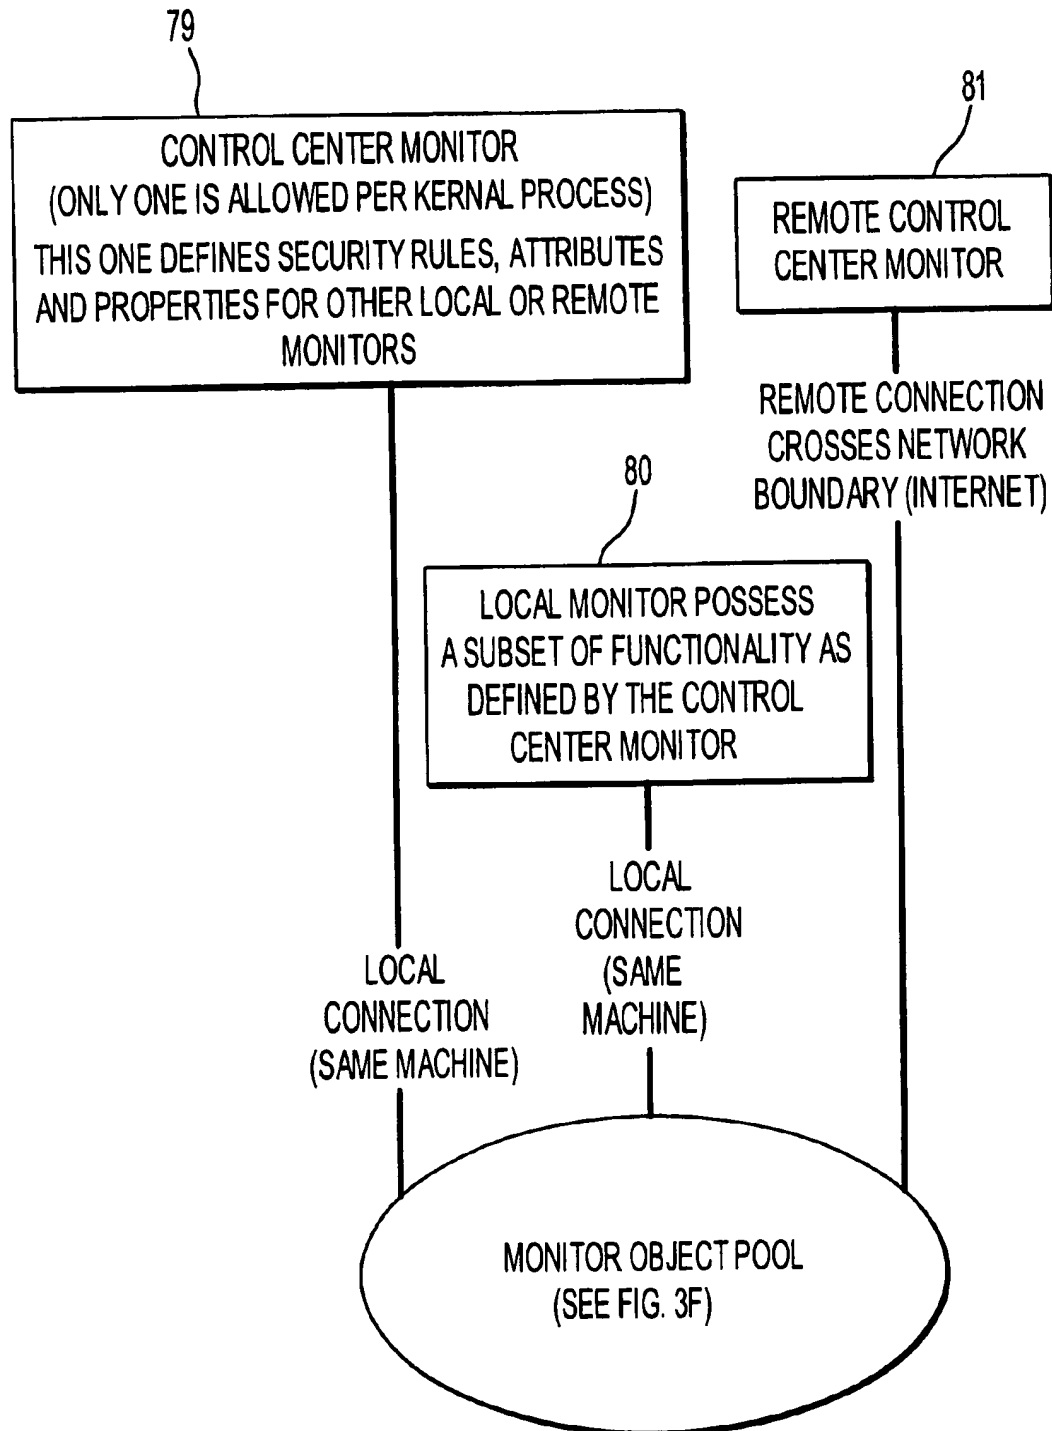 79
CONTROL CENTER MONITOR
(ONLY ONE IS ALLOWED PER KERNAL PROCESS)
THIS ONE DEFINES SECURITY RULES, ATTRIBUTES
AND PROPERTIES FOR OTHER LOCAL OR REMOTE
MONITORS
81
REMOTE CONTROL
CENTER MONITOR
REMOTE CONNECTION
CROSSES NETWORK
BOUNDARY (INTERNET)
80
LOCAL MONITOR POSSESS
A SUBSET OF FUNCTIONALITY AS
DEFINED BY THE CONTROL
CENTER MONITOR
LOCAL
CONNECTION
(SAME
MACHINE)
LOCAL
CONNECTION
(SAME MACHINE)
MONITOR OBJECT POOL
(SEE FIG. 3F)